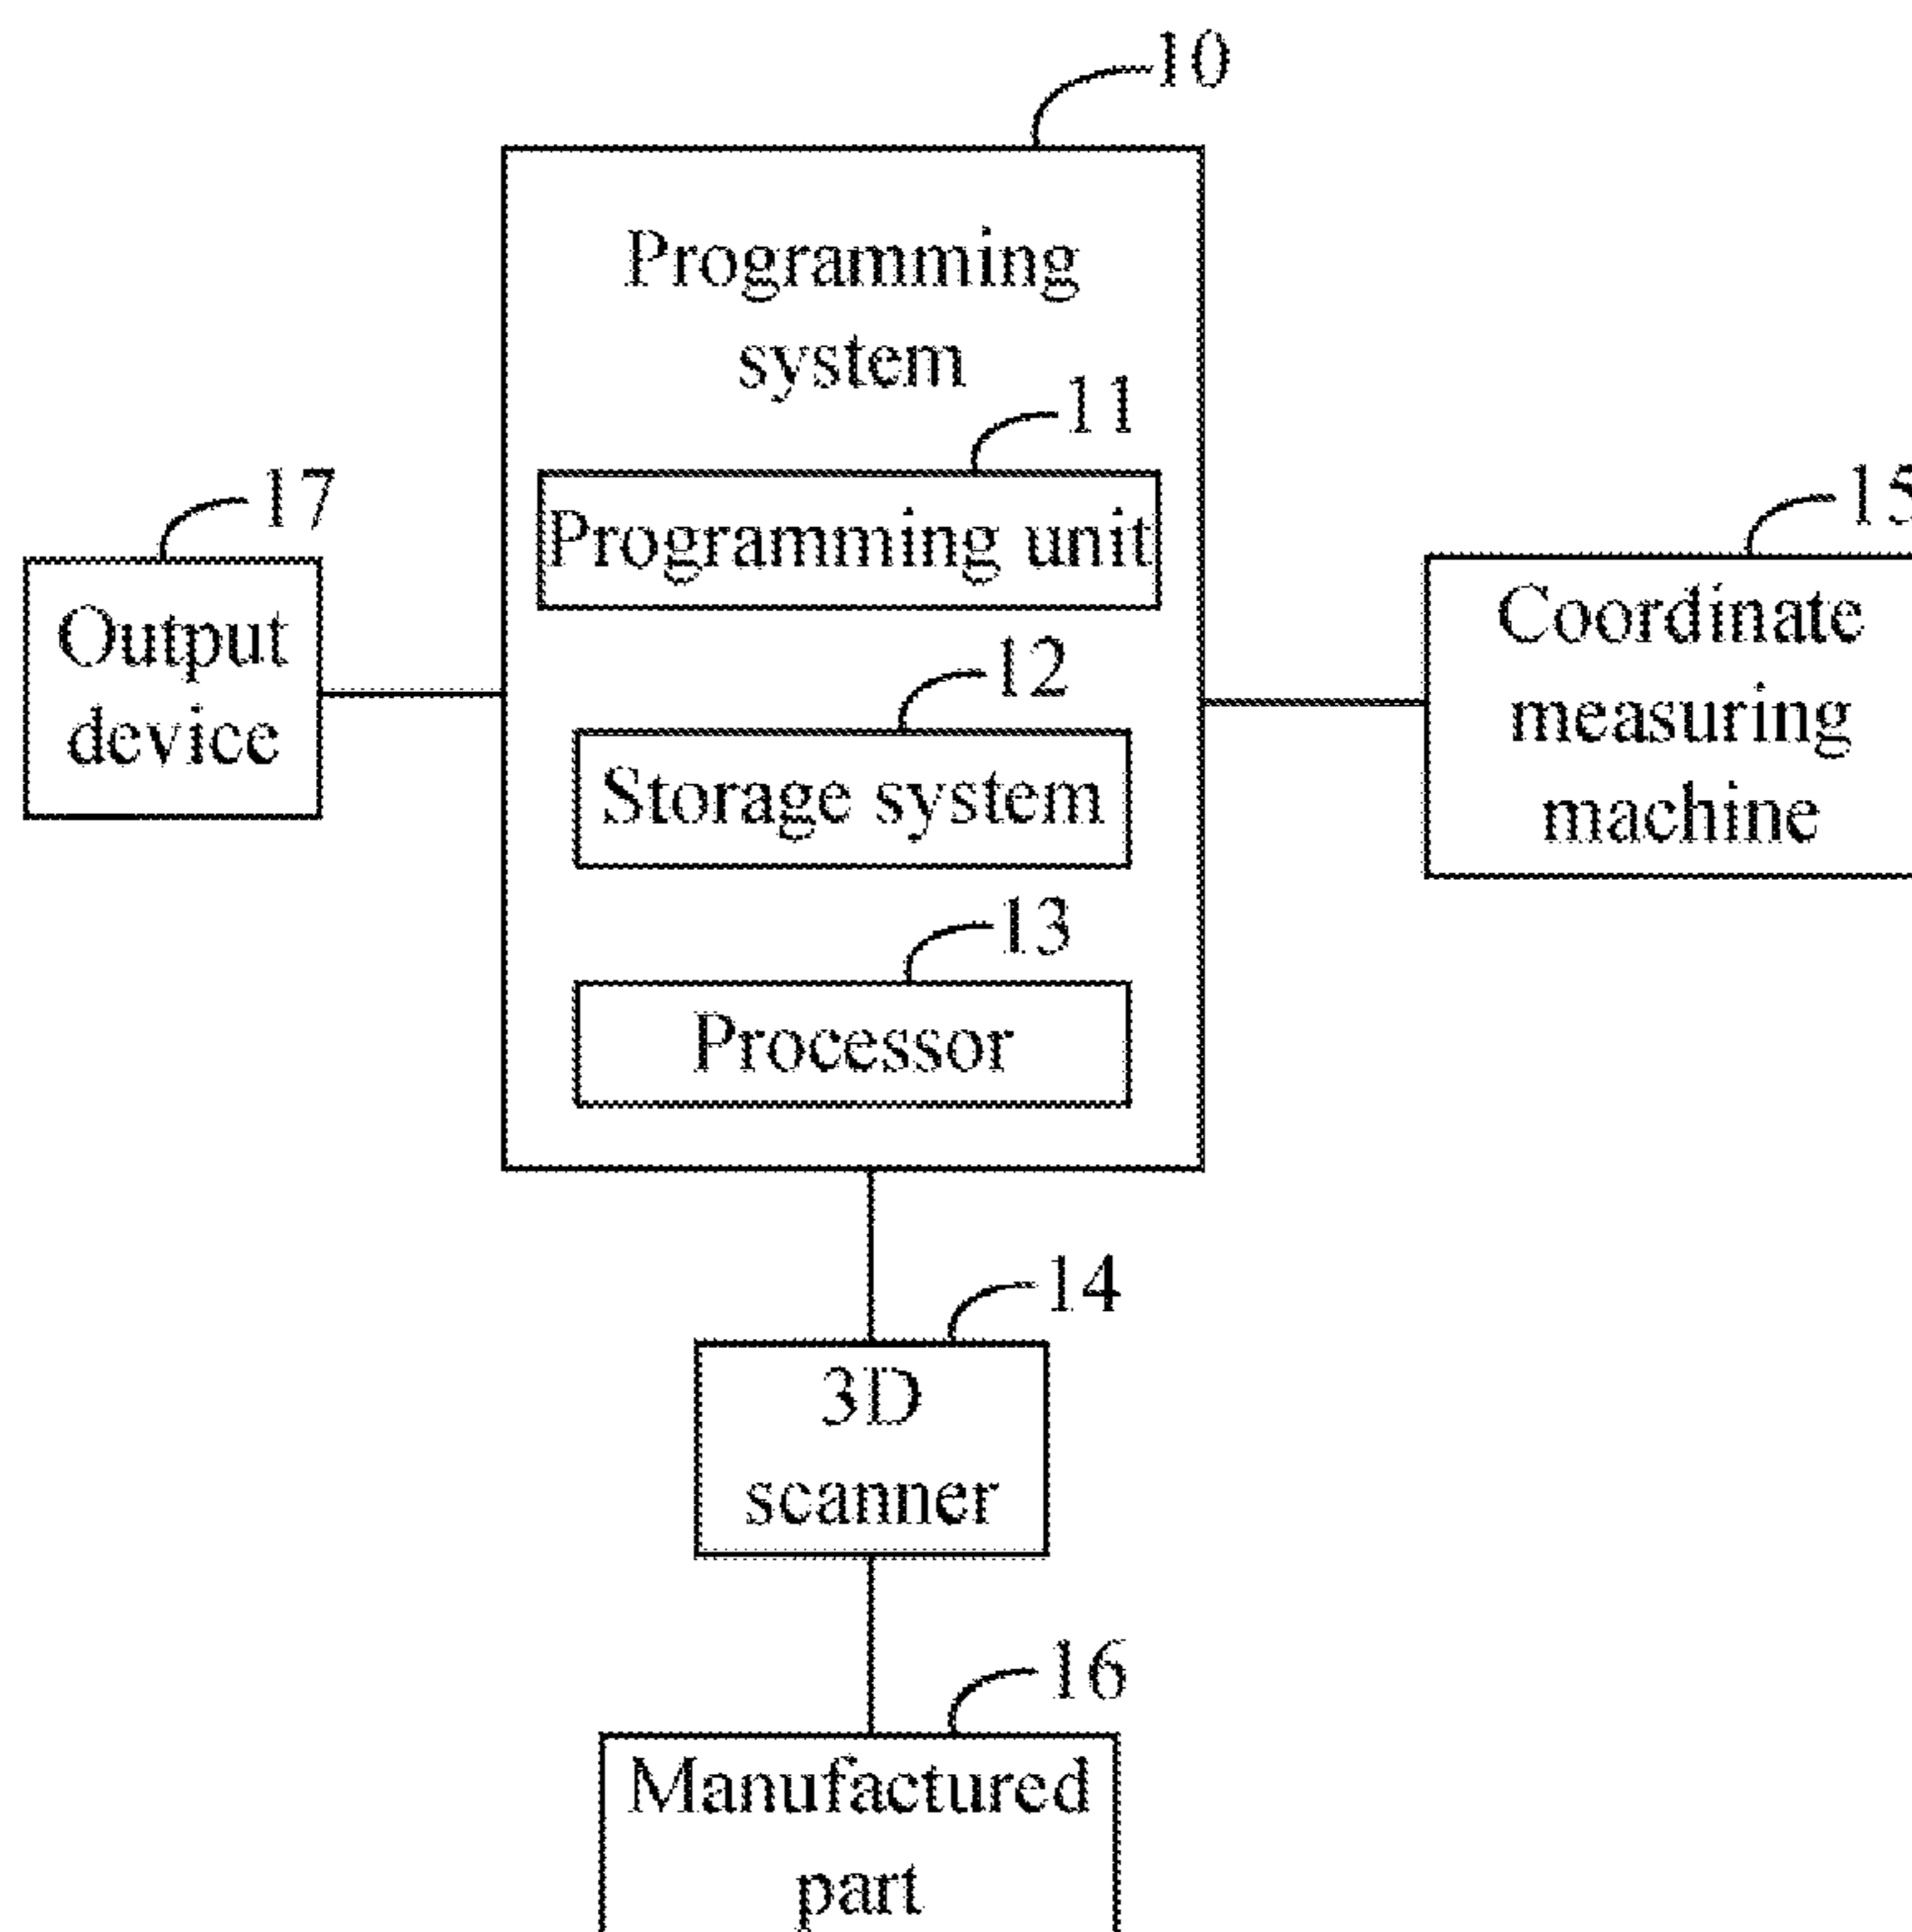 10
Programming
system
11
Programming unit
12
Storage system
13
Processor
17
Output
device
15
Coordinate
measuring
machine
14
3D
scanner
16
Manufactured
part